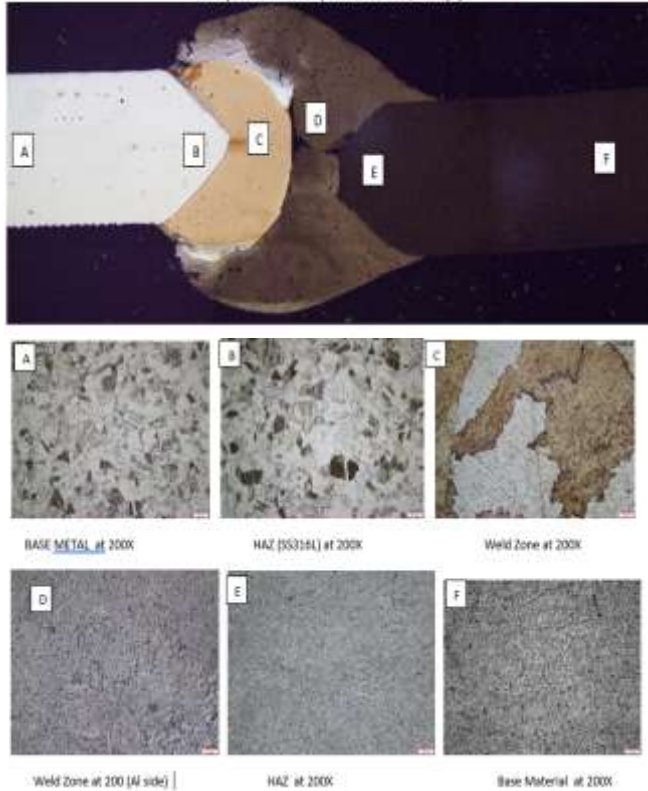 A
B
C
D
E
F
A
B
C
BASE METAL at 200X
HAZ (SS316L) at 200X
Weld Zone at 200X
D
E
F
Weld Zone at 200 (Al side)
HAZ at 200X
Base Material at 200X